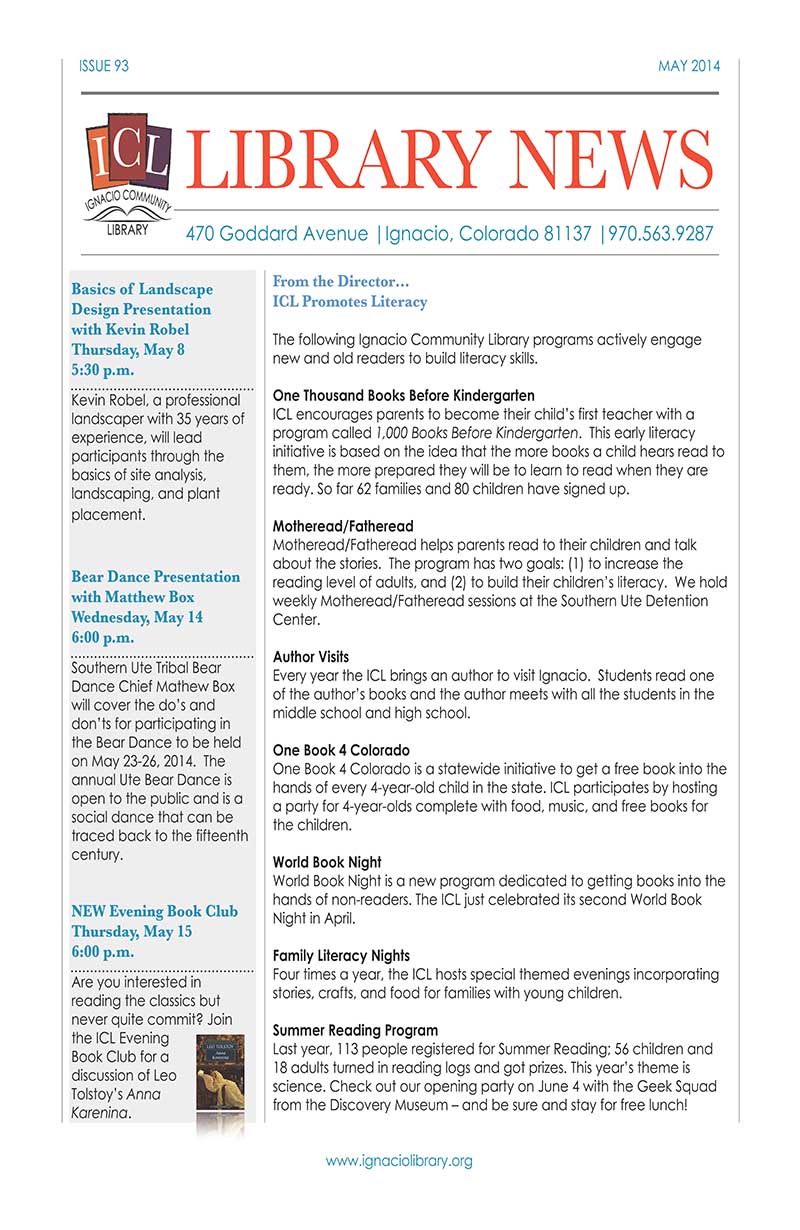 ISSUE 93
MAY 2014
ICL
IGNACIO COMMUNITY
LIBRARY
LIBRARY NEWS
470 Goddard Avenue |Ignacio, Colorado 81137 |970.563.9287
Basics of Landscape
Design Presentation
with Kevin Robel
Thursday, May 8
5:30 p.m.
Kevin Robel, a professional
landscaper with 35 years of
experience, will lead
participants through the
basics of site analysis,
landscaping, and plant
placement.
Bear Dance Presentation
with Matthew Box
Wednesday, May 14
6:00 p.m.
Southern Ute Tribal Bear
Dance Chief Mathew Box
will cover the do's and
don'ts for participating in
the Bear Dance to be held
on May 23-26, 2014.  The
annual Ute Bear Dance is
open to the public and is a
social dance that can be
traced back to the fifteenth
century.
NEW Evening Book Club
Thursday, May 15
6:00 p.m.
Are you interested in
reading the classics but
never quite commit? Join
the ICL Evening
Book Club for a
discussion of Leo
Tolstoy's Anna
Karenina.
LEO TOLSTOY
Anna
Karenina
From the Director…
ICL Promotes Literacy
The following Ignacio Community Library programs actively engage
new and old readers to build literacy skills.
One Thousand Books Before Kindergarten
ICL encourages parents to become their child's first teacher with a
program called 1,000 Books Before Kindergarten.  This early literacy
initiative is based on the idea that the more books a child hears read to
them, the more prepared they will be to learn to read when they are
ready. So far 62 families and 80 children have signed up.
Motheread/Fatheread
Motheread/Fatheread helps parents read to their children and talk
about the stories.  The program has two goals: (1) to increase the
reading level of adults, and (2) to build their children's literacy.  We hold
weekly Motheread/Fatheread sessions at the Southern Ute Detention
Center.
Author Visits
Every year the ICL brings an author to visit Ignacio.  Students read one
of the author's books and the author meets with all the students in the
middle school and high school.
One Book 4 Colorado
One Book 4 Colorado is a statewide initiative to get a free book into the
hands of every 4-year-old child in the state. ICL participates by hosting
a party for 4-year-olds complete with food, music, and free books for
the children.
World Book Night
World Book Night is a new program dedicated to getting books into the
hands of non-readers. The ICL just celebrated its second World Book
Night in April.
Family Literacy Nights
Four times a year, the ICL hosts special themed evenings incorporating
stories, crafts, and food for families with young children.
Summer Reading Program
Last year, 113 people registered for Summer Reading; 56 children and
18 adults turned in reading logs and got prizes. This year's theme is
science. Check out our opening party on June 4 with the Geek Squad
from the Discovery Museum – and be sure and stay for free lunch!
www.ignaciolibrary.org